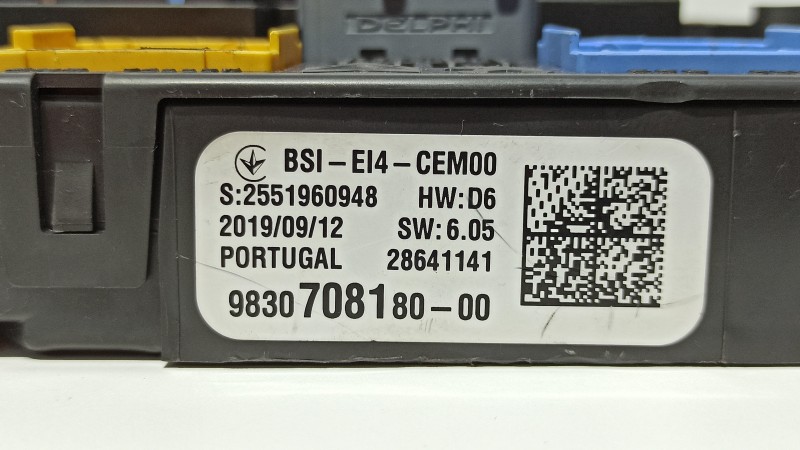 DELPHI
BSI-EI4-CEM00
S:2551960948 HW:D6
2019/09/12 SW:6.05
PORTUGAL 28641141
9830708180-00